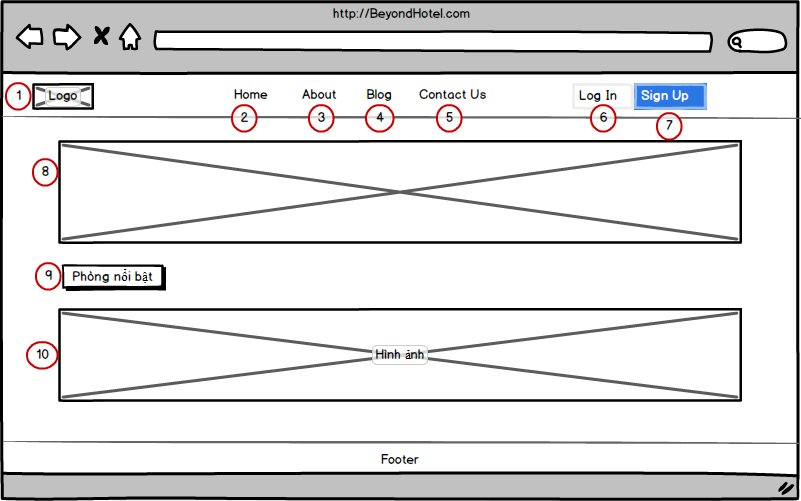 http://BeyondHotel.com
1 Logo Home About Blog Contact Us Log In Sign Up
2 3 4 5 6 7
8
9 Phòng nổi bật
10 Hình ảnh
Footer